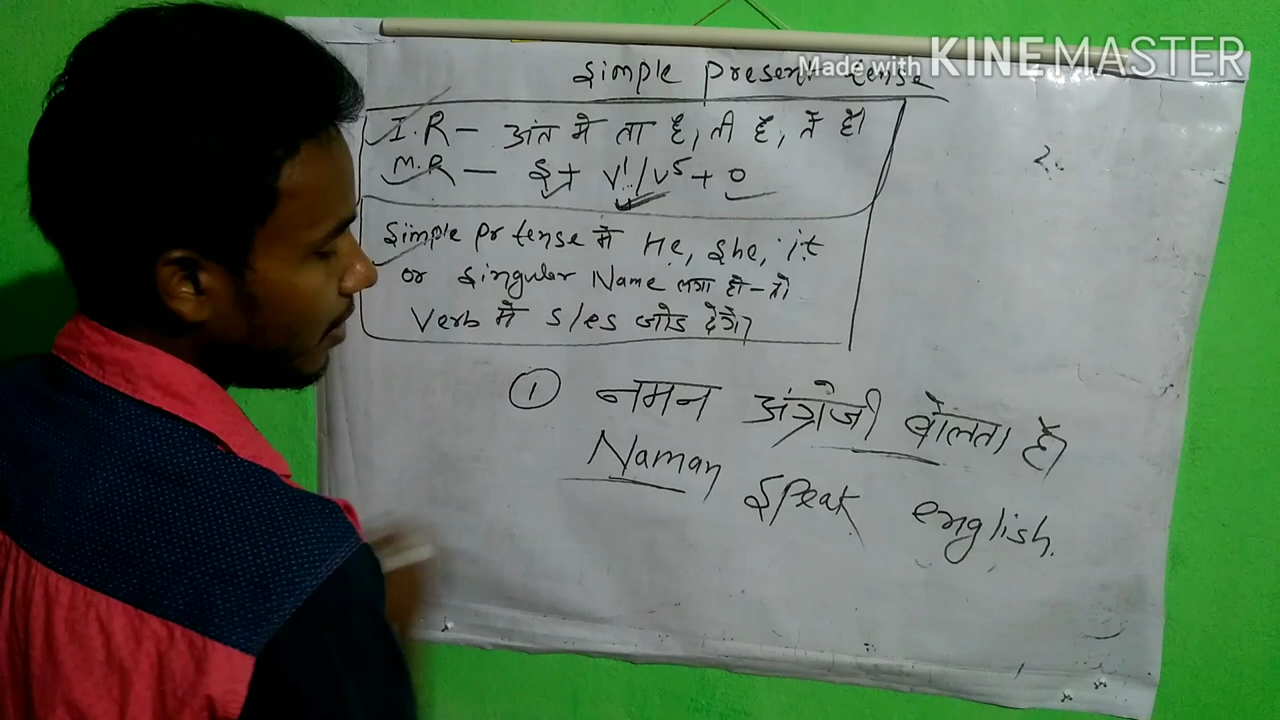 Made with KINEMASTER
Simple present tense
I.R – अंत में ता है, ती है, ते हैं।
M.R – S + V¹/V⁵ + O
Simple pr tense में He, She, it
or Singular Name लगा हो - तो
Verb में s/es जोड देंगे।
2.
① नमन अंग्रेजी बोलता है।
Naman Speak english.